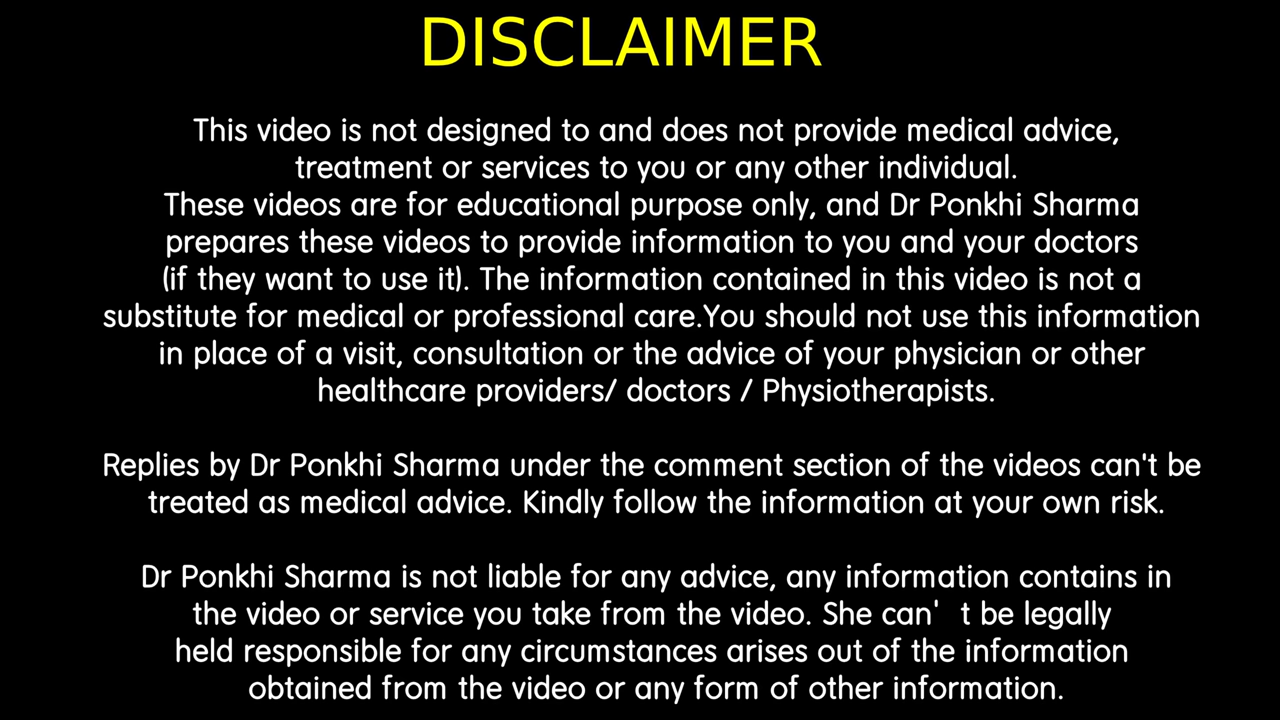 DISCLAIMER
This video is not designed to and does not provide medical advice,
treatment or services to you or any other individual.
These videos are for educational purpose only, and Dr Ponkhi Sharma
prepares these videos to provide information to you and your doctors
(if they want to use it). The information contained in this video is not a
substitute for medical or professional care.You should not use this information
in place of a visit, consultation or the advice of your physician or other
healthcare providers/ doctors / Physiotherapists.
Replies by Dr Ponkhi Sharma under the comment section of the videos can't be
treated as medical advice. Kindly follow the information at your own risk.
Dr Ponkhi Sharma is not liable for any advice, any information contains in
the video or service you take from the video. She can' t be legally
held responsible for any circumstances arises out of the information
obtained from the video or any form of other information.